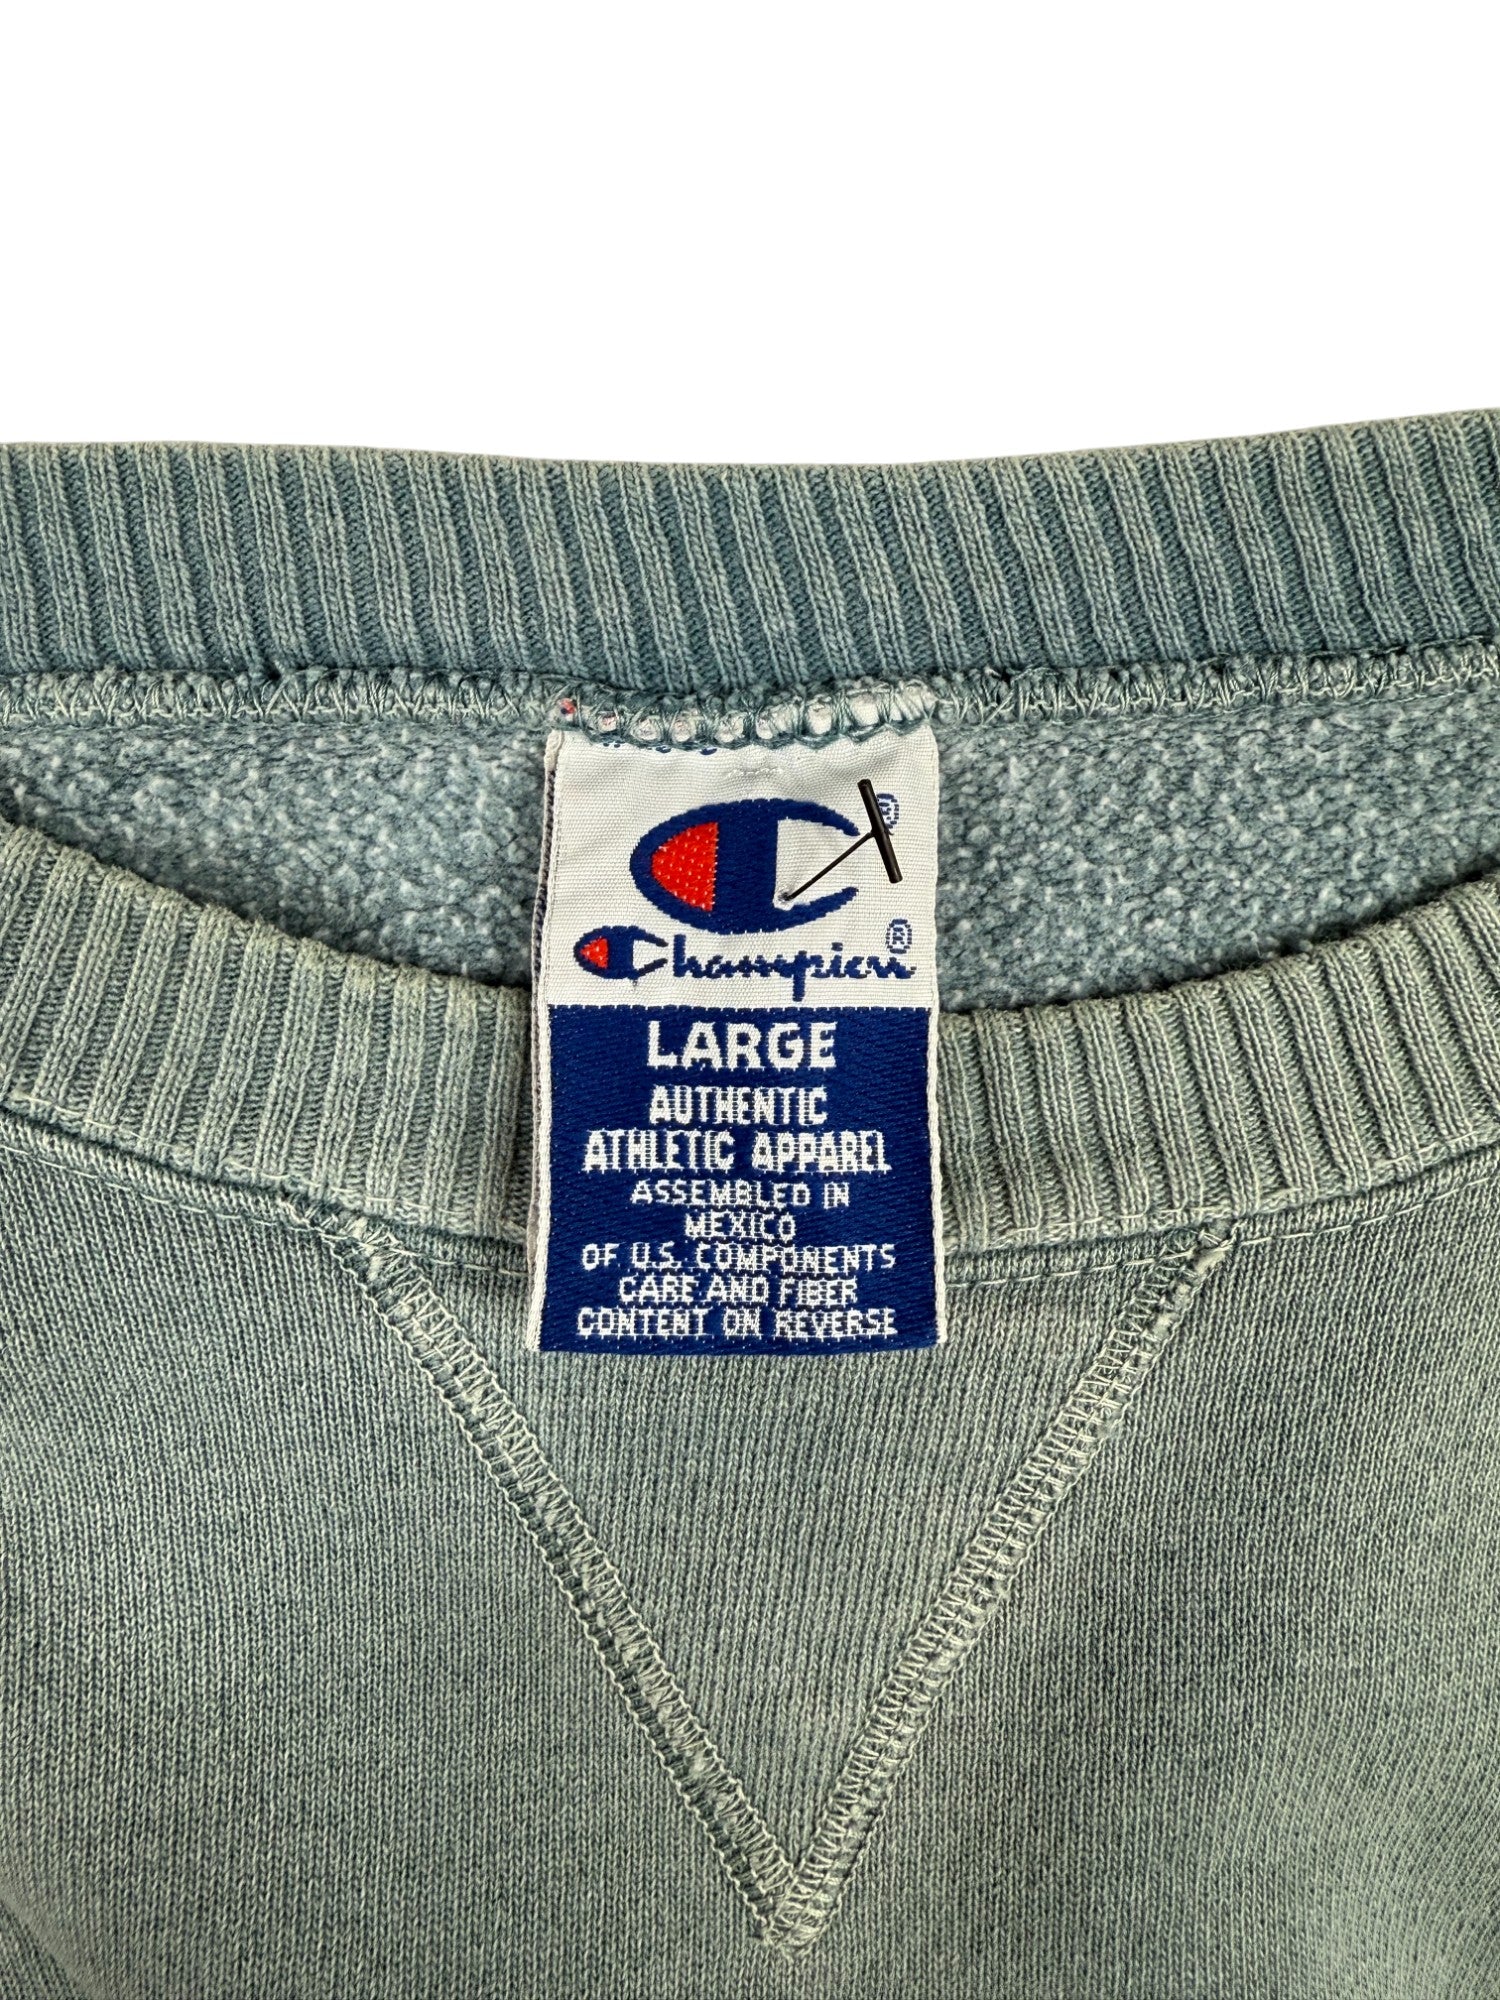 ®
Champion®
LARGE
AUTHENTIC
ATHLETIC APPAREL
ASSEMBLED IN
MEXICO
OF U.S. COMPONENTS
CARE AND FIBER
CONTENT ON REVERSE